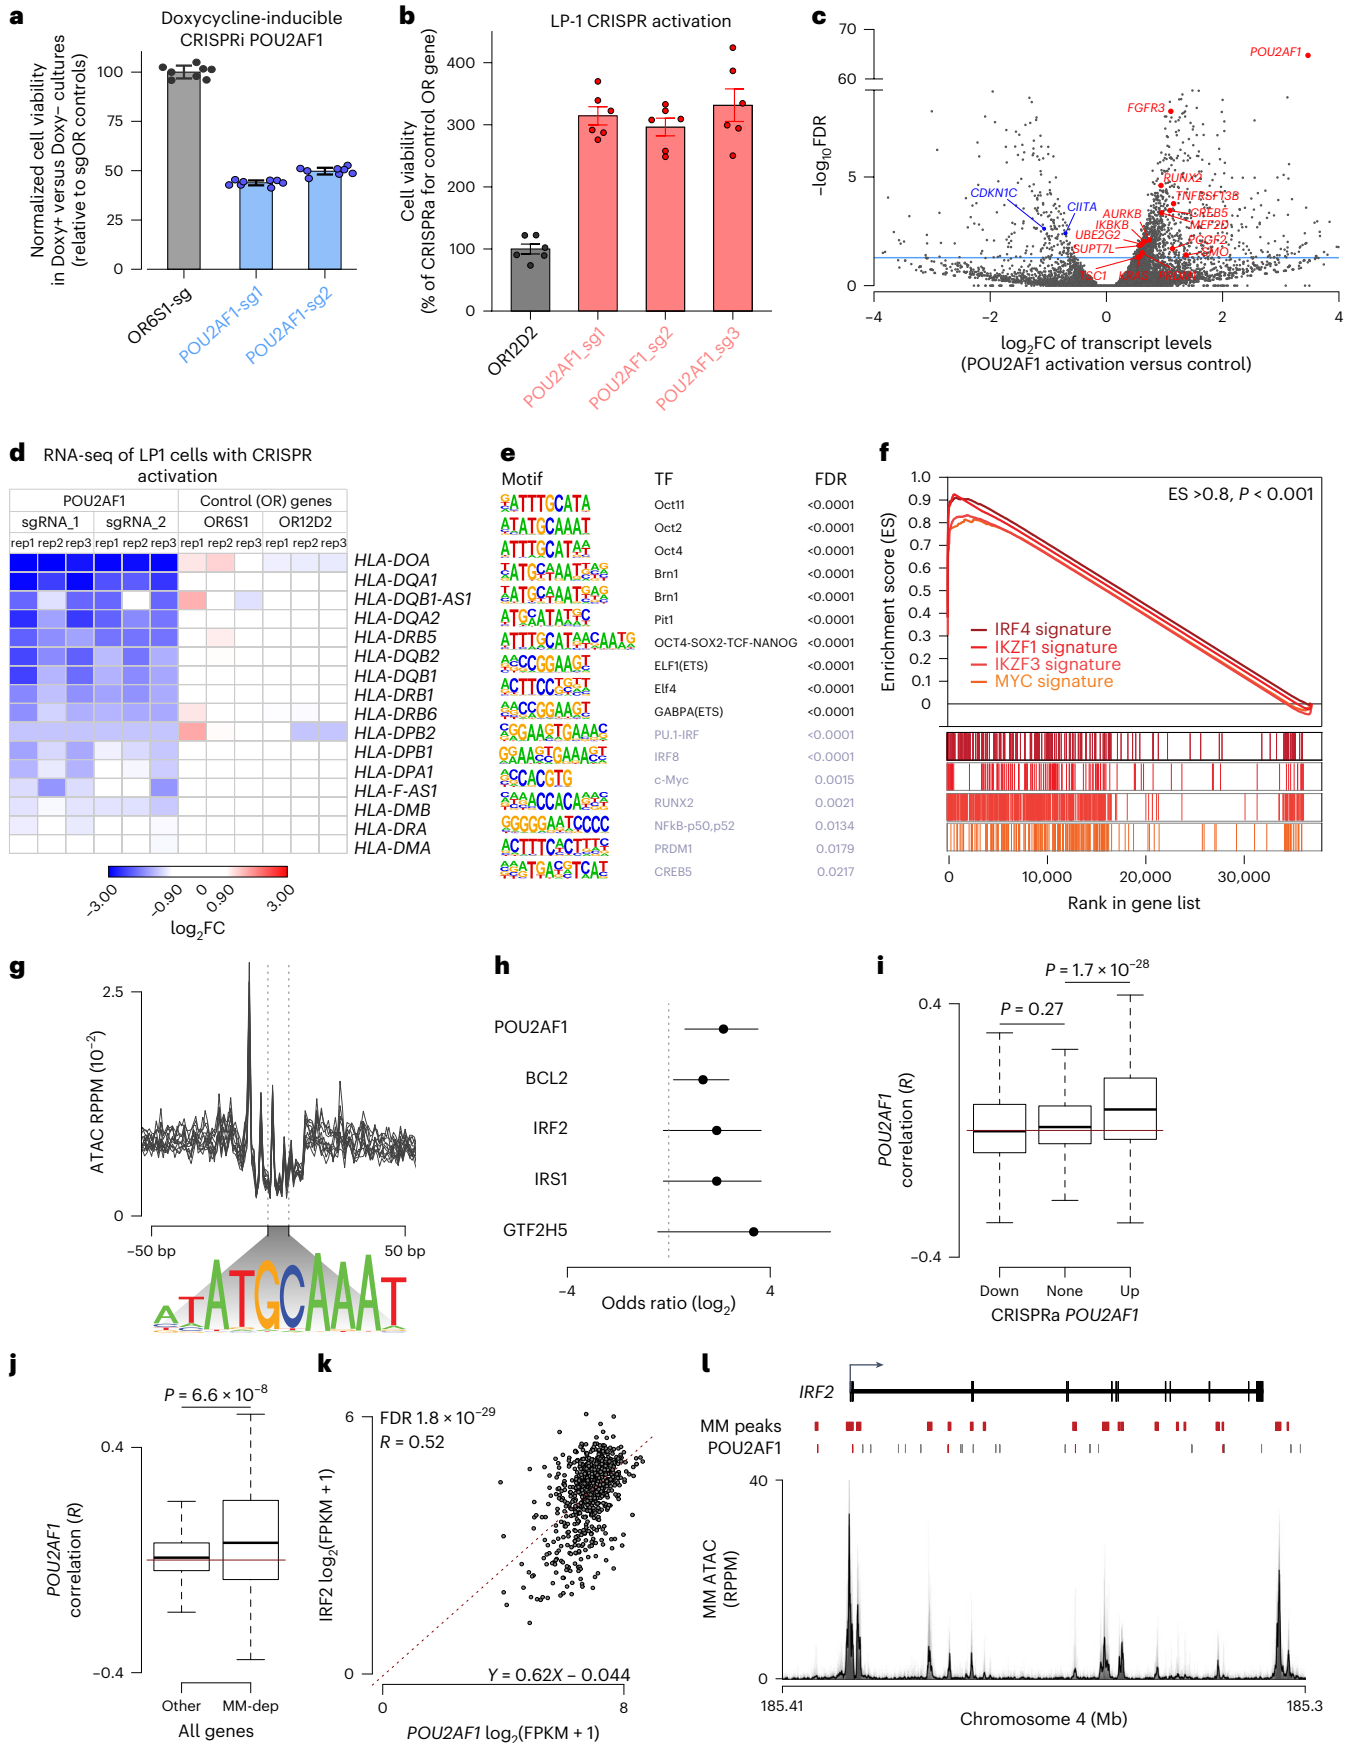 a
Doxycycline-inducible
CRISPRi POU2AF1
Normalized cell viability
in Doxy+ versus Doxy− cultures
(relative to sgOR controls)
100
75
50
25
0
OR6S1-sg
POU2AF1-sg1
POU2AF1-sg2
b
LP-1 CRISPR activation
Cell viability
(% of CRISPRa for control OR gene)
400
300
200
100
0
OR12D2
POU2AF1_sg1
POU2AF1_sg2
POU2AF1_sg3
c
−log10FDR
70
60
5
0
POU2AF1
FGFR3
RUNX2
TNFRSF13B
CREB5
MEF2D
AURKB
IKBKB
UBE2G2
SUPT7L
PCGF2
SMO
CDKN1C
CIITA
−4
−2
0
2
4
log2FC of transcript levels
(POU2AF1 activation versus control)
d
RNA-seq of LP1 cells with CRISPR
activation
POU2AF1
Control (OR) genes
sgRNA_1
sgRNA_2
OR6S1
OR12D2
rep1 rep2 rep3 rep1 rep2 rep3 rep1 rep2 rep3 rep1 rep2 rep3
HLA-DOA
HLA-DQA1
HLA-DQB1-AS1
HLA-DQA2
HLA-DRB5
HLA-DQB2
HLA-DQB1
HLA-DRB1
HLA-DRB6
HLA-DPB2
HLA-DPB1
HLA-DPA1
HLA-F-AS1
HLA-DMB
HLA-DRA
HLA-DMA
−3.00
−0.90
0
0.90
3.00
log2FC
e
Motif TF FDR
GATTTGCATA Oct11 <0.0001
ATATGCAAAT Oct2 <0.0001
ATTTGCATAA Oct4 <0.0001
Brn1 <0.0001
Brn1 <0.0001
Pit1 <0.0001
OCT4-SOX2-TCF-NANOG <0.0001
ELF1(ETS) <0.0001
Elf4 <0.0001
GABPA(ETS) <0.0001
PU.1-IRF <0.0001
IRF8 <0.0001
c-Myc 0.0015
RUNX2 0.0021
NFkB-p50,p52 0.0134
PRDM1 0.0179
CREB5 0.0217
f
Enrichment score (ES)
1.0
0.9
0.8
0.7
0.6
0.5
0.4
0.3
0.2
0.1
0
ES >0.8, P < 0.001
IRF4 signature
IKZF1 signature
IKZF3 signature
MYC signature
0
10,000
20,000
30,000
Rank in gene list
g
ATAC RPPM (10−2)
2.5
0
−50 bp
50 bp
ATATGCAAAT
h
POU2AF1
BCL2
IRF2
IRS1
GTF2H5
−4
4
Odds ratio (log2)
i
P = 1.7 × 10−28
P = 0.27
POU2AF1
correlation (R)
0.4
−0.4
Down
None
Up
CRISPRa POU2AF1
j
P = 6.6 × 10−8
POU2AF1
correlation (R)
0.4
−0.4
Other
MM-dep
All genes
k
FDR 1.8 × 10−29
R = 0.52
IRF2 log2(FPKM + 1)
6
0
Y = 0.62X − 0.044
0
8
POU2AF1 log2(FPKM + 1)
l
IRF2
MM peaks
POU2AF1
MM ATAC
(RPPM)
40
0
185.41
185.3
Chromosome 4 (Mb)